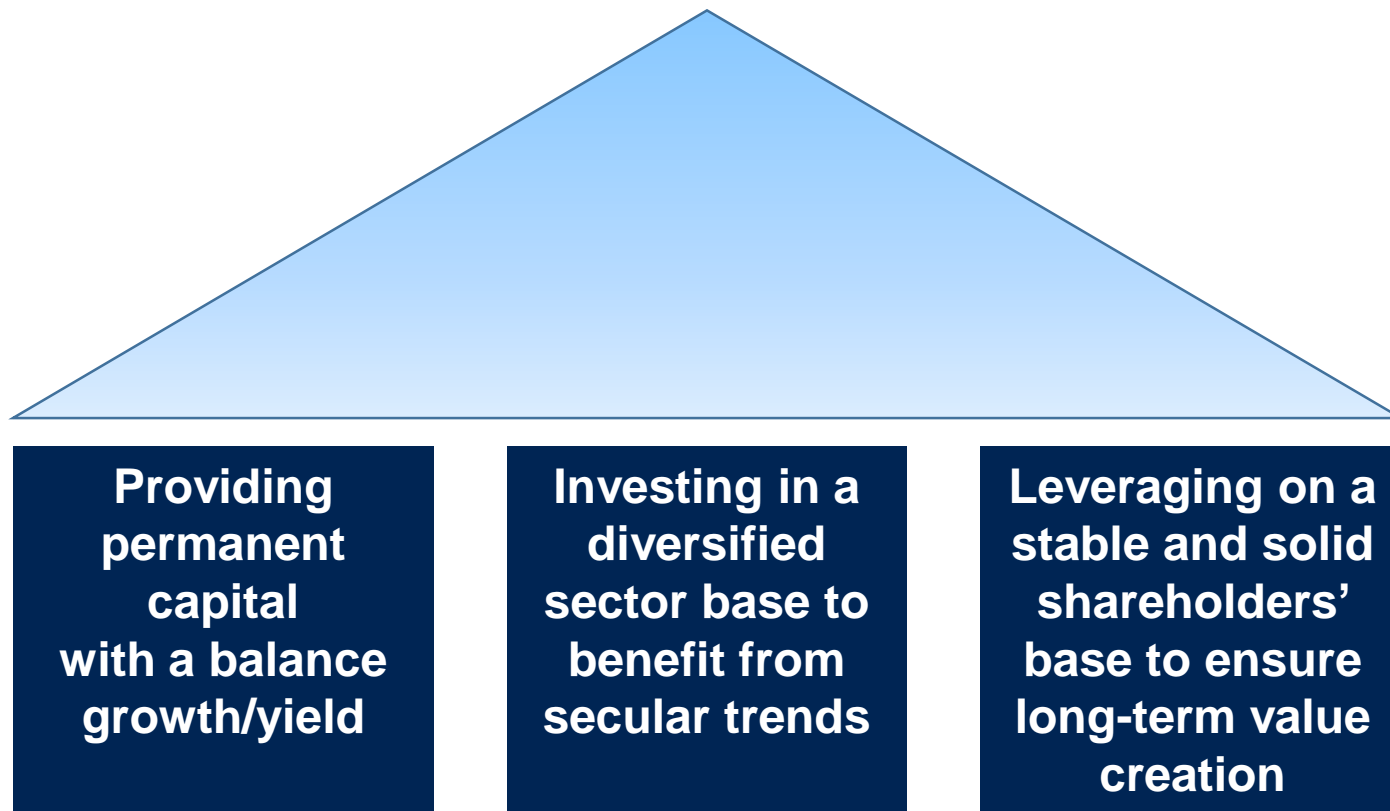 Providing
permanent
capital
with a balance
growth/yield
Investing in a
diversified
sector base to
benefit from
secular trends
Leveraging on a
stable and solid
shareholders’
base to ensure
long-term value
creation